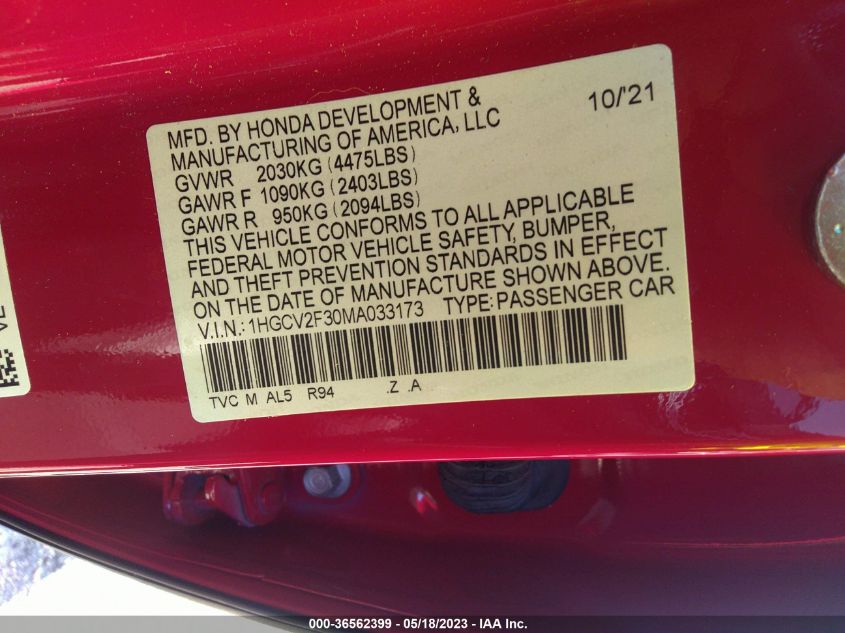 MFD. BY HONDA DEVELOPMENT & 10/'21
MANUFACTURING OF AMERICA, LLC
GVWR 2030KG (4475LBS)
GAWR F 1090KG (2403LBS)
GAWR R 950KG (2094LBS)
THIS VEHICLE CONFORMS TO ALL APPLICABLE
FEDERAL MOTOR VEHICLE SAFETY, BUMPER,
AND THEFT PREVENTION STANDARDS IN EFFECT
ON THE DATE OF MANUFACTURE SHOWN ABOVE.
V.I.N.: 1HGCV2F30MA033173 TYPE: PASSENGER CAR
TVC M AL5 R94 .Z .A
000-36562399 - 05/18/2023 - IAA Inc.